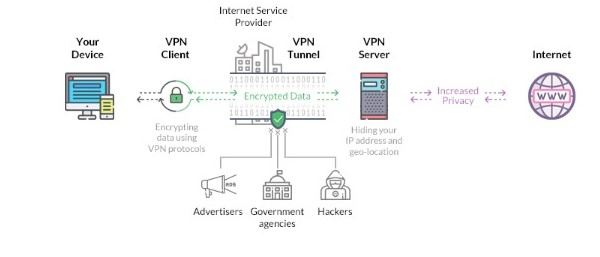 Internet Service
Provider
Your
Device
VPN
Client
VPN
Tunnel
VPN
Server
Internet
Encrypted Data
Increased
Privacy
WWW
Encrypting
data using
VPN protocols
Hiding your
IP address and
geo-location
ADS
Advertisers
Government
agencies
Hackers